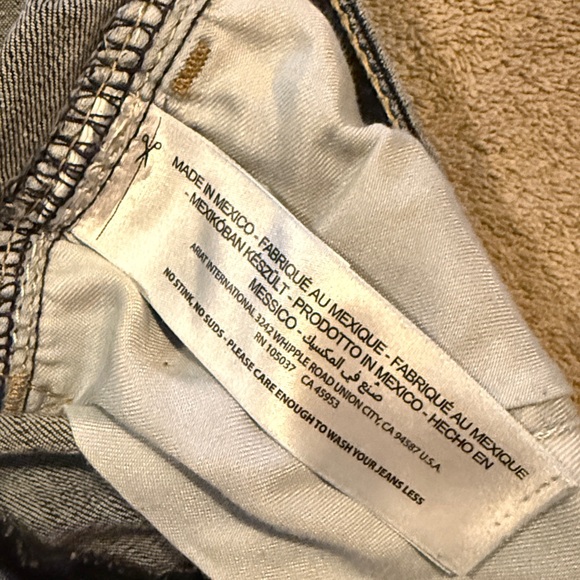 MADE IN MEXICO - FABRIQUÉ AU MEXIQUE - FABRIQUÉ AU MEXIQUE
- MEXIKÓBAN KÉSZÜLT - PRODOTTO IN MEXICO - HECHO EN
MESSICO - صنع في المكسيك
ARIAT INTERNATIONAL 3242 WHIPPLE ROAD UNION CITY, CA 94587 U.S.A.
RN 105037 CA 45953
NO STINK, NO SUDS - PLEASE CARE ENOUGH TO WASH YOUR JEANS LESS